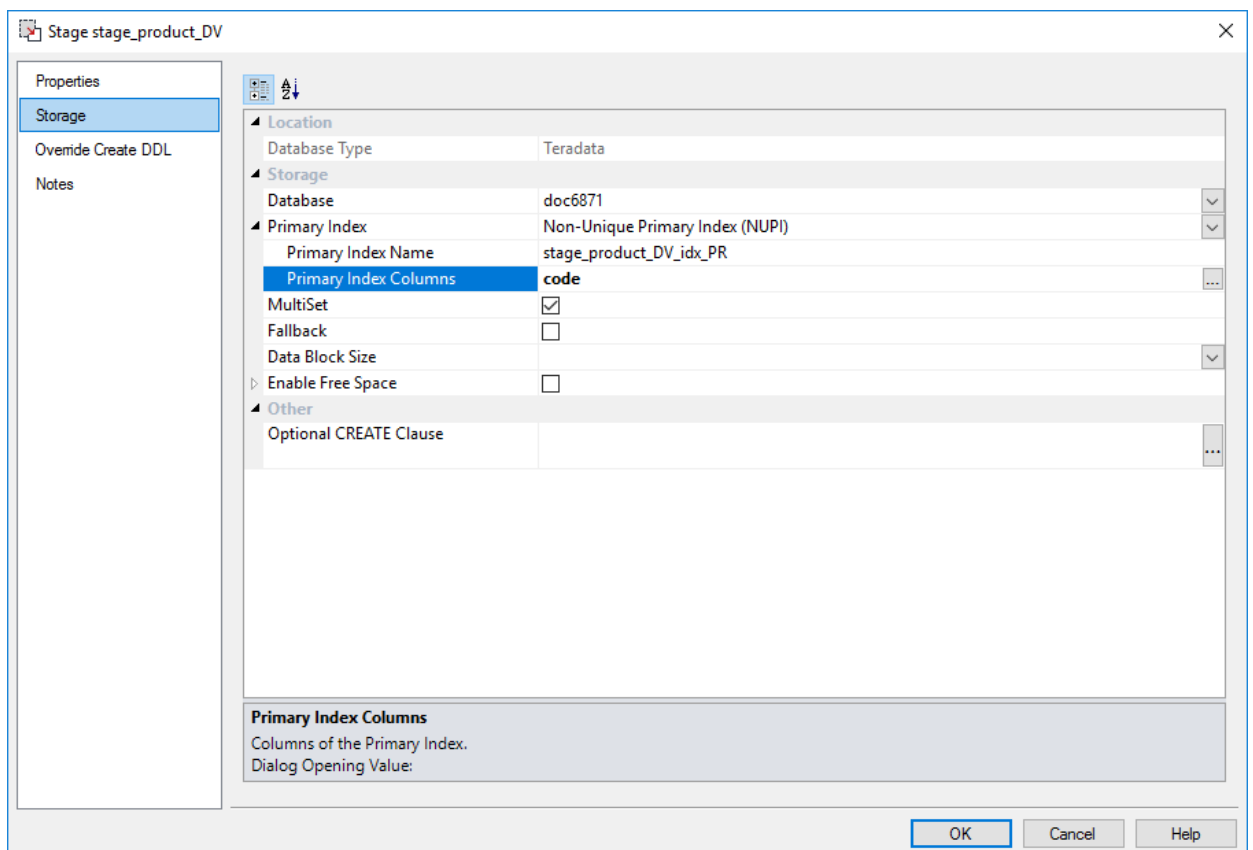 Stage stage_product_DV
Properties
Storage
Override Create DDL
Notes
Location
Database Type Teradata
Storage
Database doc6871
Primary Index Non-Unique Primary Index (NUPI)
Primary Index Name stage_product_DV_idx_PR
Primary Index Columns code
MultiSet
Fallback
Data Block Size
Enable Free Space
Other
Optional CREATE Clause
Primary Index Columns
Columns of the Primary Index.
Dialog Opening Value:
OK Cancel Help